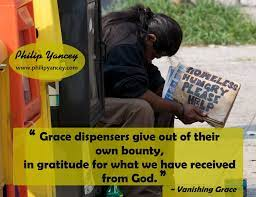 Philip Yancey
www.philipyancey.com
HOMELESS
HUNGRY
PLEASE
HELP
“ Grace dispensers give out of their
own bounty,
in gratitude for what we have received
from God. ”
~ Vanishing Grace